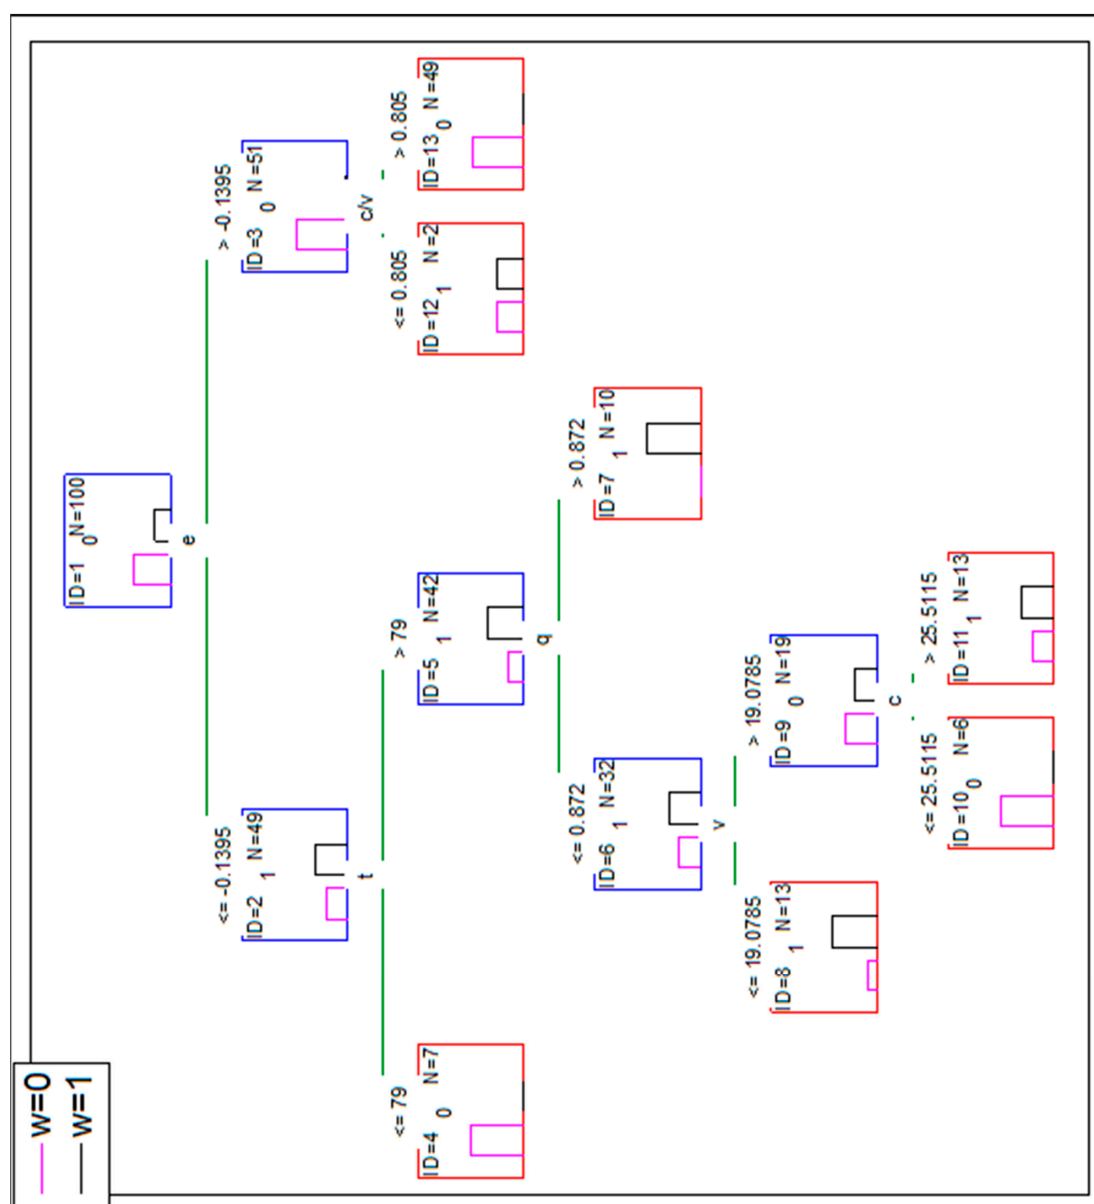 w=0
w=1
ID=1 N=100
0
e
<= -0.1395
> -0.1395
ID=2 N=49
1
t
ID=3 N=51
0
c/v
<= 79
> 79
<= 0.805
> 0.805
ID=4 N=7
0
ID=5 N=42
1
q
ID=12 N=2
1
ID=13 N=49
0
<= 0.872
> 0.872
ID=6 N=32
1
v
ID=7 N=10
1
<= 19.0785
> 19.0785
ID=8 N=13
1
ID=9 N=19
0
c
<= 25.5115
> 25.5115
ID=10 N=6
0
ID=11 N=13
1